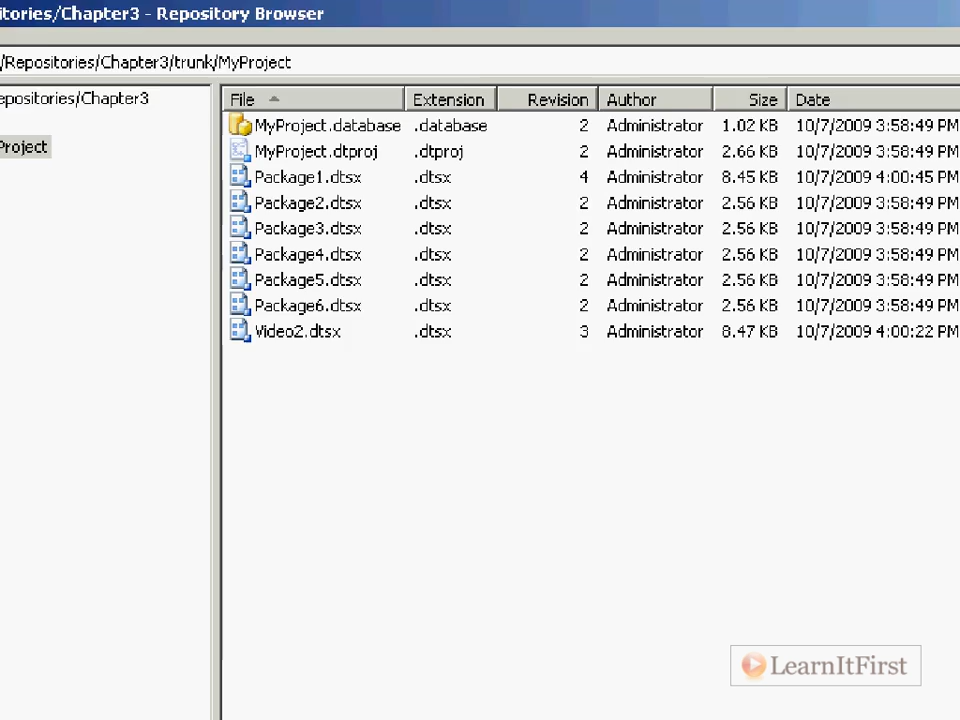 itories/Chapter3 - Repository Browser
/Repositories/Chapter3/trunk/MyProject
epositories/Chapter3
Project
File Extension Revision Author Size Date
MyProject.database .database 2 Administrator 1.02 KB 10/7/2009 3:58:49 PM
MyProject.dtproj .dtproj 2 Administrator 2.66 KB 10/7/2009 3:58:49 PM
Package1.dtsx .dtsx 4 Administrator 8.45 KB 10/7/2009 4:00:45 PM
Package2.dtsx .dtsx 2 Administrator 2.56 KB 10/7/2009 3:58:49 PM
Package3.dtsx .dtsx 2 Administrator 2.56 KB 10/7/2009 3:58:49 PM
Package4.dtsx .dtsx 2 Administrator 2.56 KB 10/7/2009 3:58:49 PM
Package5.dtsx .dtsx 2 Administrator 2.56 KB 10/7/2009 3:58:49 PM
Package6.dtsx .dtsx 2 Administrator 2.56 KB 10/7/2009 3:58:49 PM
Video2.dtsx .dtsx 3 Administrator 8.47 KB 10/7/2009 4:00:22 PM
LearnItFirst